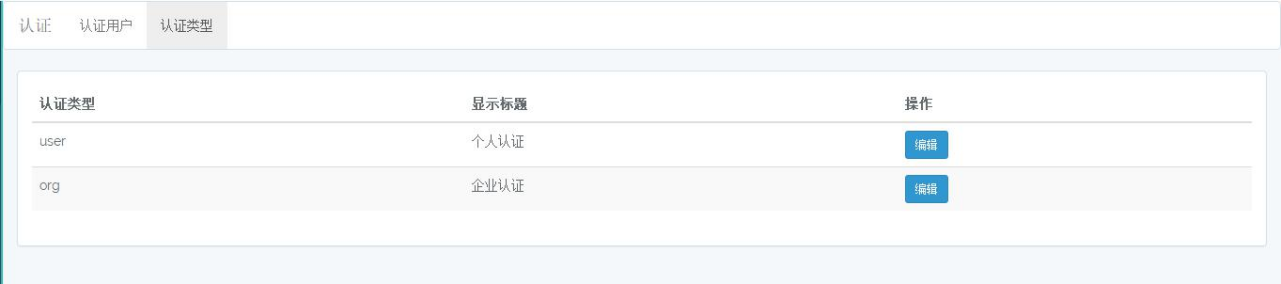 认证 认证用户 认证类型
认证类型 显示标题 操作
user 个人认证 编辑
org 企业认证 编辑